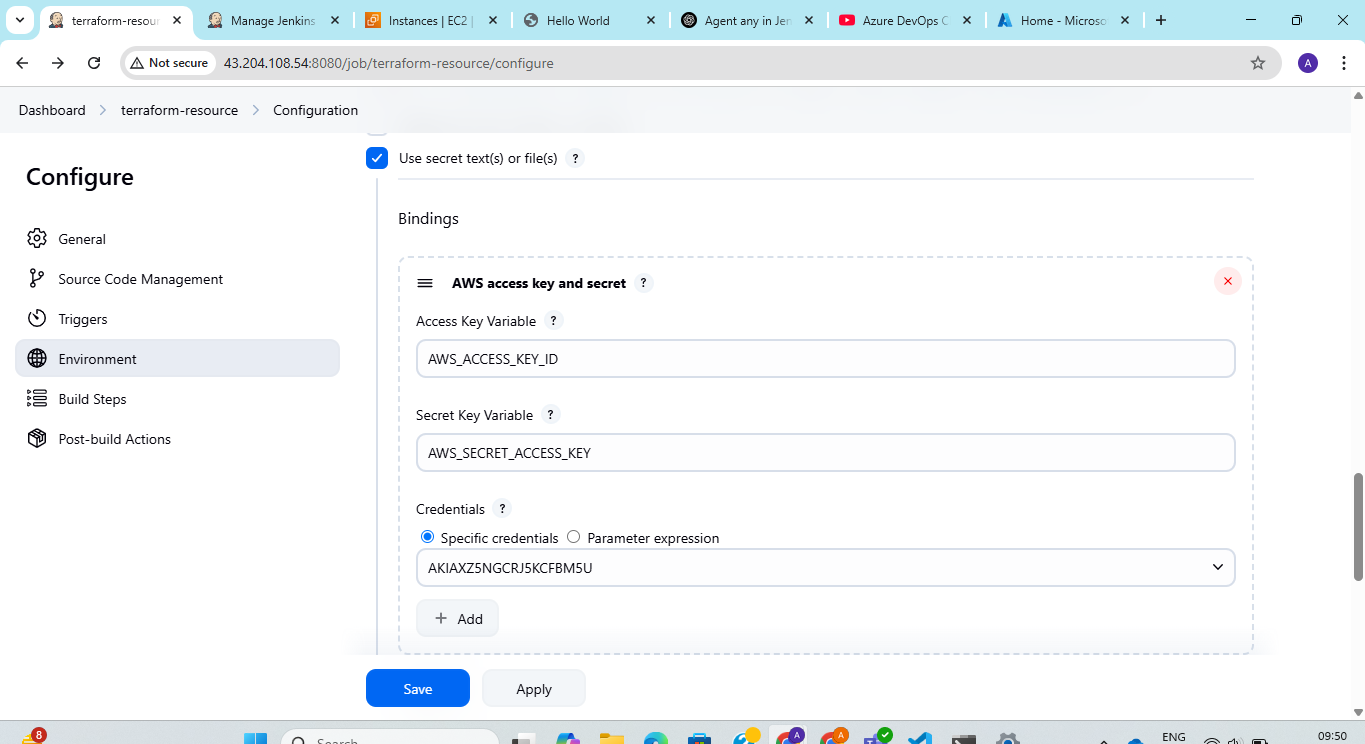 terraform-resour
Manage Jenkins
Instances | EC2 |
Hello World
Agent any in Jen
Azure DevOps C
Home - Microso
Not secure
43.204.108.54:8080/job/terraform-resource/configure
A
Dashboard > terraform-resource > Configuration
Configure
General
Source Code Management
Triggers
Environment
Build Steps
Post-build Actions
Use secret text(s) or file(s) ?
Bindings
AWS access key and secret ?
Access Key Variable ?
AWS_ACCESS_KEY_ID
Secret Key Variable ?
AWS_SECRET_ACCESS_KEY
Credentials ?
Specific credentials Parameter expression
AKIAXZ5NGCRJ5KCFBM5U
+ Add
Save
Apply
8
Search
A
A
ENG
09:50